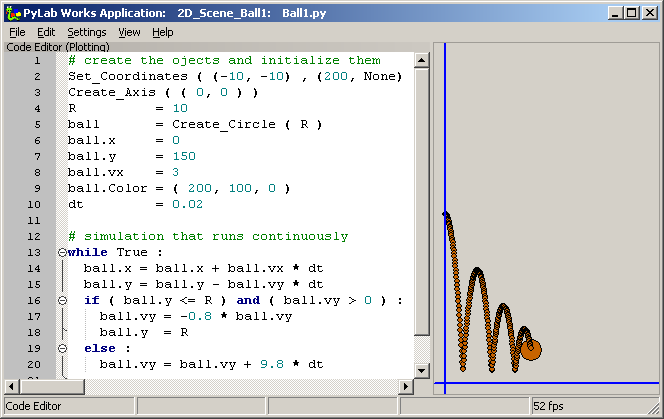 PyLab Works Application:   2D_Scene_Ball1:   Ball1.py
File Edit Settings View Help
Code Editor (Plotting)
1 # create the ojects and initialize them
2 Set_Coordinates ( (-10, -10) , (200, None)
3 Create_Axis ( ( 0, 0 ) )
4 R          = 10
5 ball       = Create_Circle ( R )
6 ball.x     = 0
7 ball.y     = 150
8 ball.vx    = 3
9 ball.Color = ( 200, 100, 0 )
10 dt         = 0.02
11
12 # simulation that runs continuously
13 while True :
14   ball.x = ball.x + ball.vx * dt
15   ball.y = ball.y - ball.vy * dt
16   if ( ball.y <= R ) and ( ball.vy > 0 ) :
17     ball.vy = -0.8 * ball.vy
18     ball.y  = R
19   else :
20     ball.vy = ball.vy + 9.8 * dt
Code Editor
52 fps